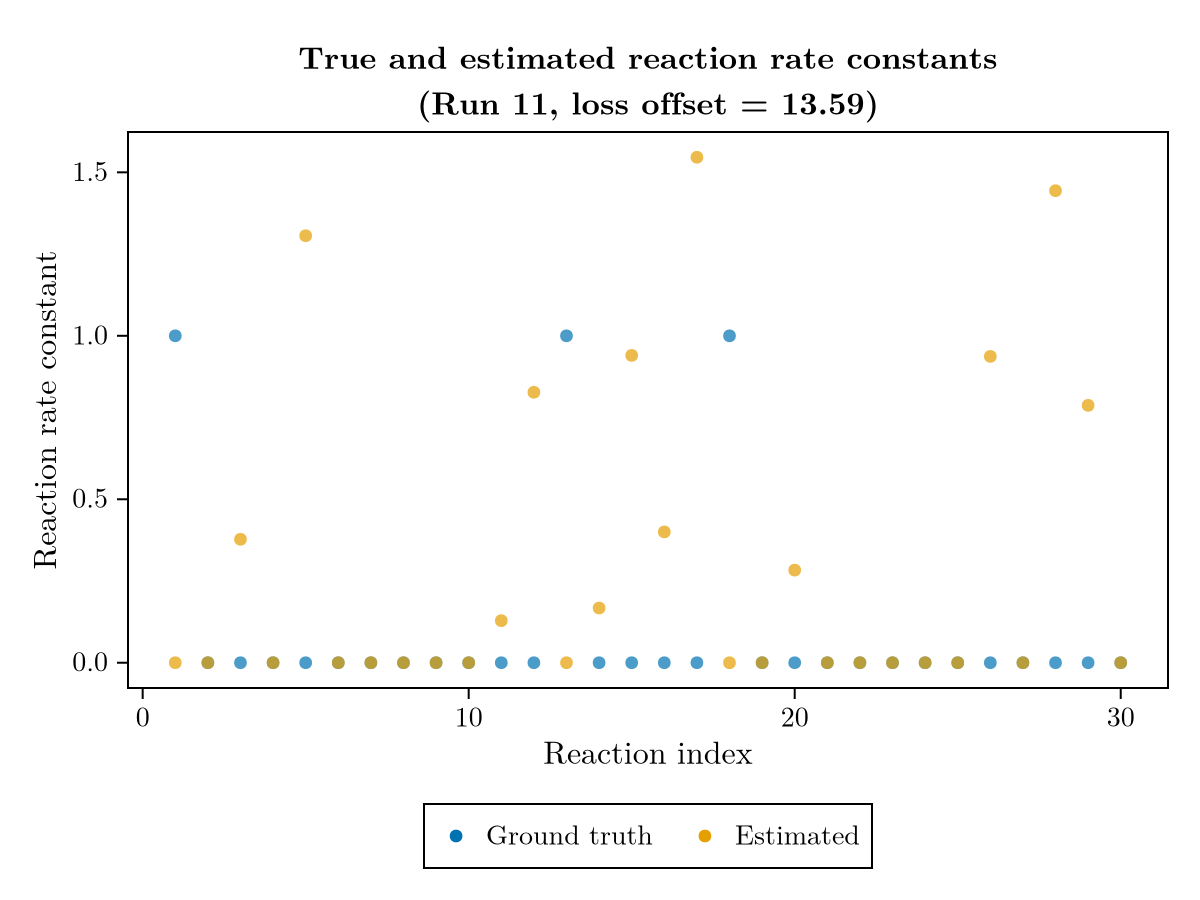 True and estimated reaction rate constants
(Run 11, loss offset = 13.59)
Reaction rate constant
1.5
1.0
0.5
0.0
0 10 20 30
Reaction index
Ground truth Estimated